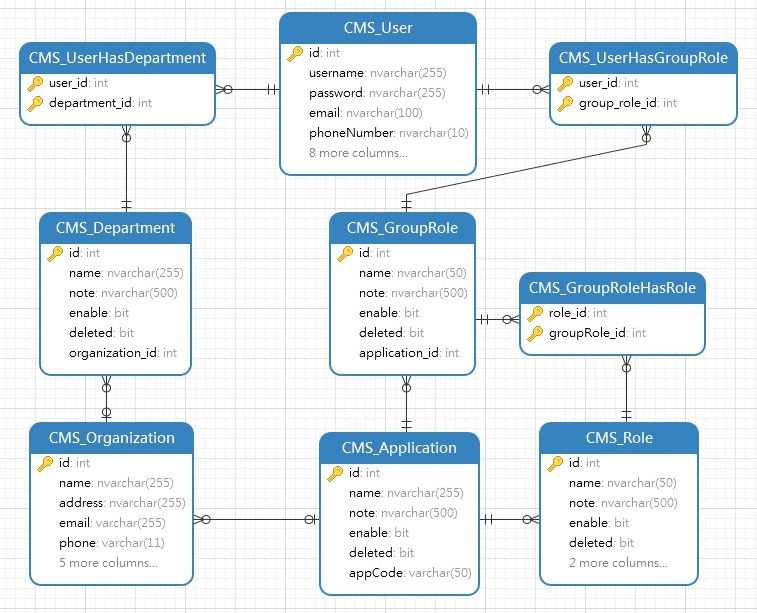 CMS_User
id: int
username: nvarchar(255)
password: nvarchar(255)
email: nvarchar(100)
phoneNumber: nvarchar(10)
8 more columns...
CMS_UserHasDepartment
user_id: int
department_id: int
CMS_UserHasGroupRole
user_id: int
group_role_id: int
CMS_Department
id: int
name: nvarchar(255)
note: nvarchar(500)
enable: bit
deleted: bit
organization_id: int
CMS_GroupRole
id: int
name: nvarchar(50)
note: nvarchar(500)
enable: bit
deleted: bit
application_id: int
CMS_GroupRoleHasRole
role_id: int
groupRole_id: int
CMS_Organization
id: int
name: nvarchar(255)
address: nvarchar(255)
email: varchar(255)
phone: varchar(11)
5 more columns...
CMS_Application
id: int
name: nvarchar(255)
note: nvarchar(500)
enable: bit
deleted: bit
appCode: varchar(50)
CMS_Role
id: int
name: nvarchar(50)
note: nvarchar(500)
enable: bit
deleted: bit
2 more columns...